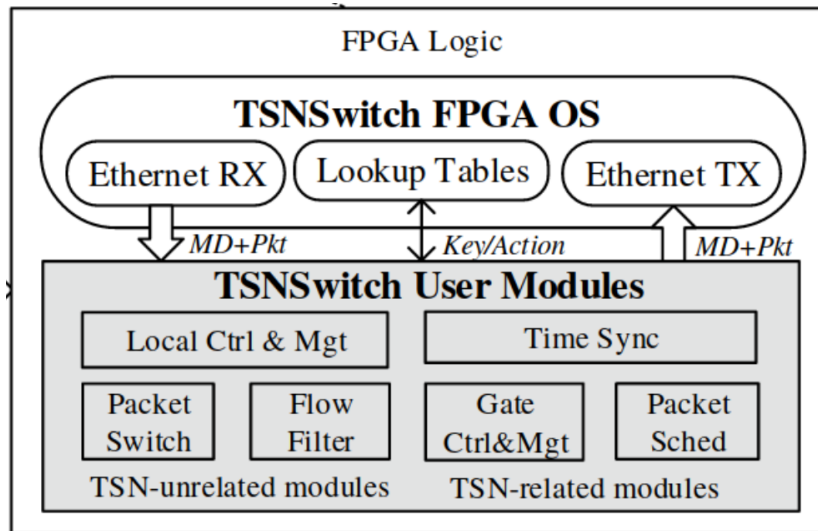 FPGA Logic
TSNSwitch FPGA OS
Ethernet RX
Lookup Tables
Ethernet TX
MD+Pkt
Key/Action
MD+Pkt
TSNSwitch User Modules
Local Ctrl & Mgt
Time Sync
Packet
Switch
Flow
Filter
Gate
Ctrl&Mgt
Packet
Sched
TSN-unrelated modules
TSN-related modules